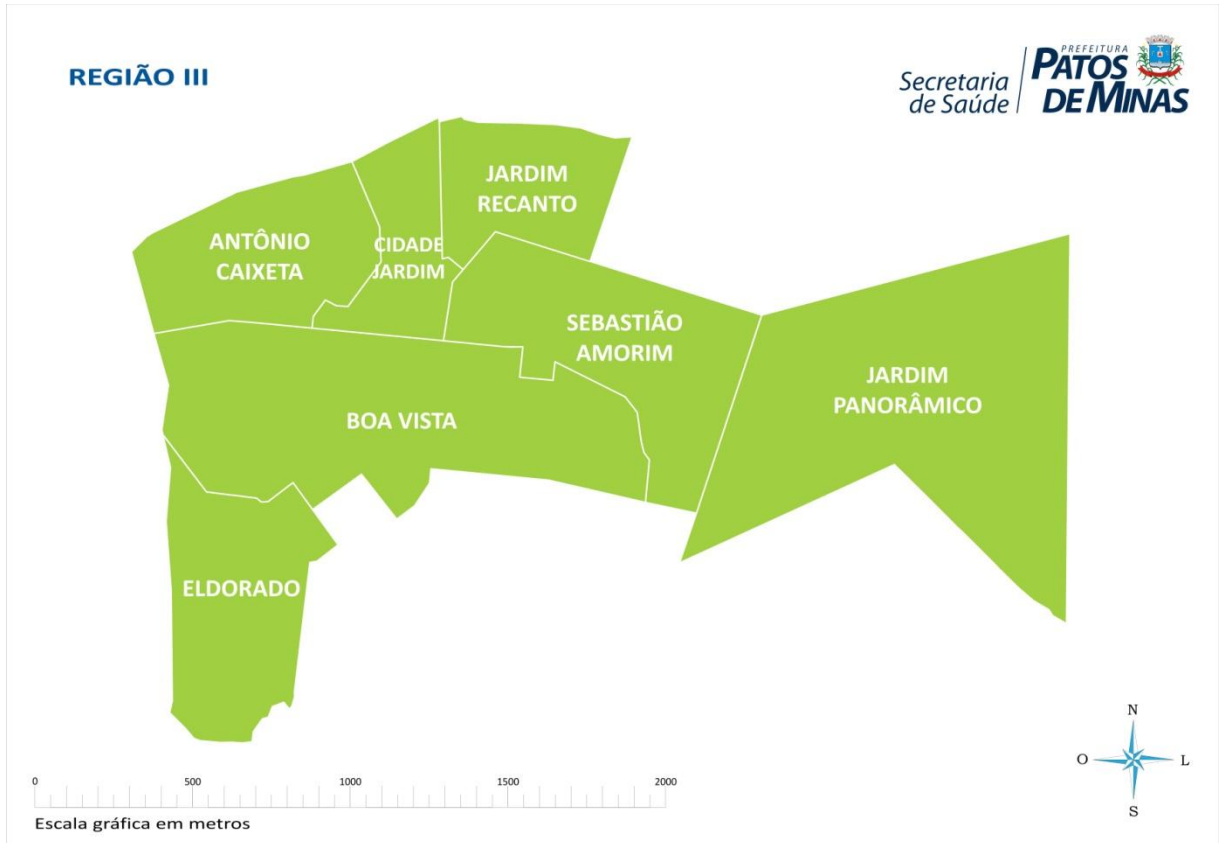 REGIÃO III
Secretaria
de Saúde
PREFEITURA
PATOS
DE MINAS
JARDIM
RECANTO
ANTÔNIO
CAIXETA
CIDADE
JARDIM
SEBASTIÃO
AMORIM
JARDIM
PANORÂMICO
BOA VISTA
ELDORADO
N
O
L
S
0
500
1000
1500
2000
Escala gráfica em metros